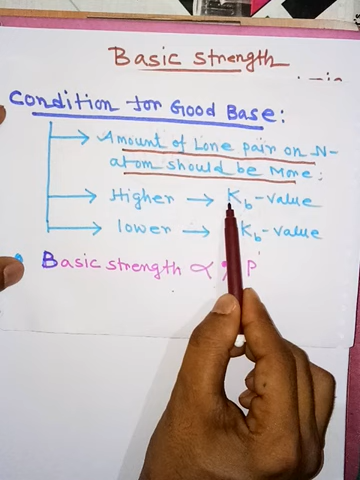 Basic strength
Condition for Good Base:
Amount of Lone pair on N-
atom should be More:
Higher → Kb-value
lower → Kb-value
Basic strength ∝